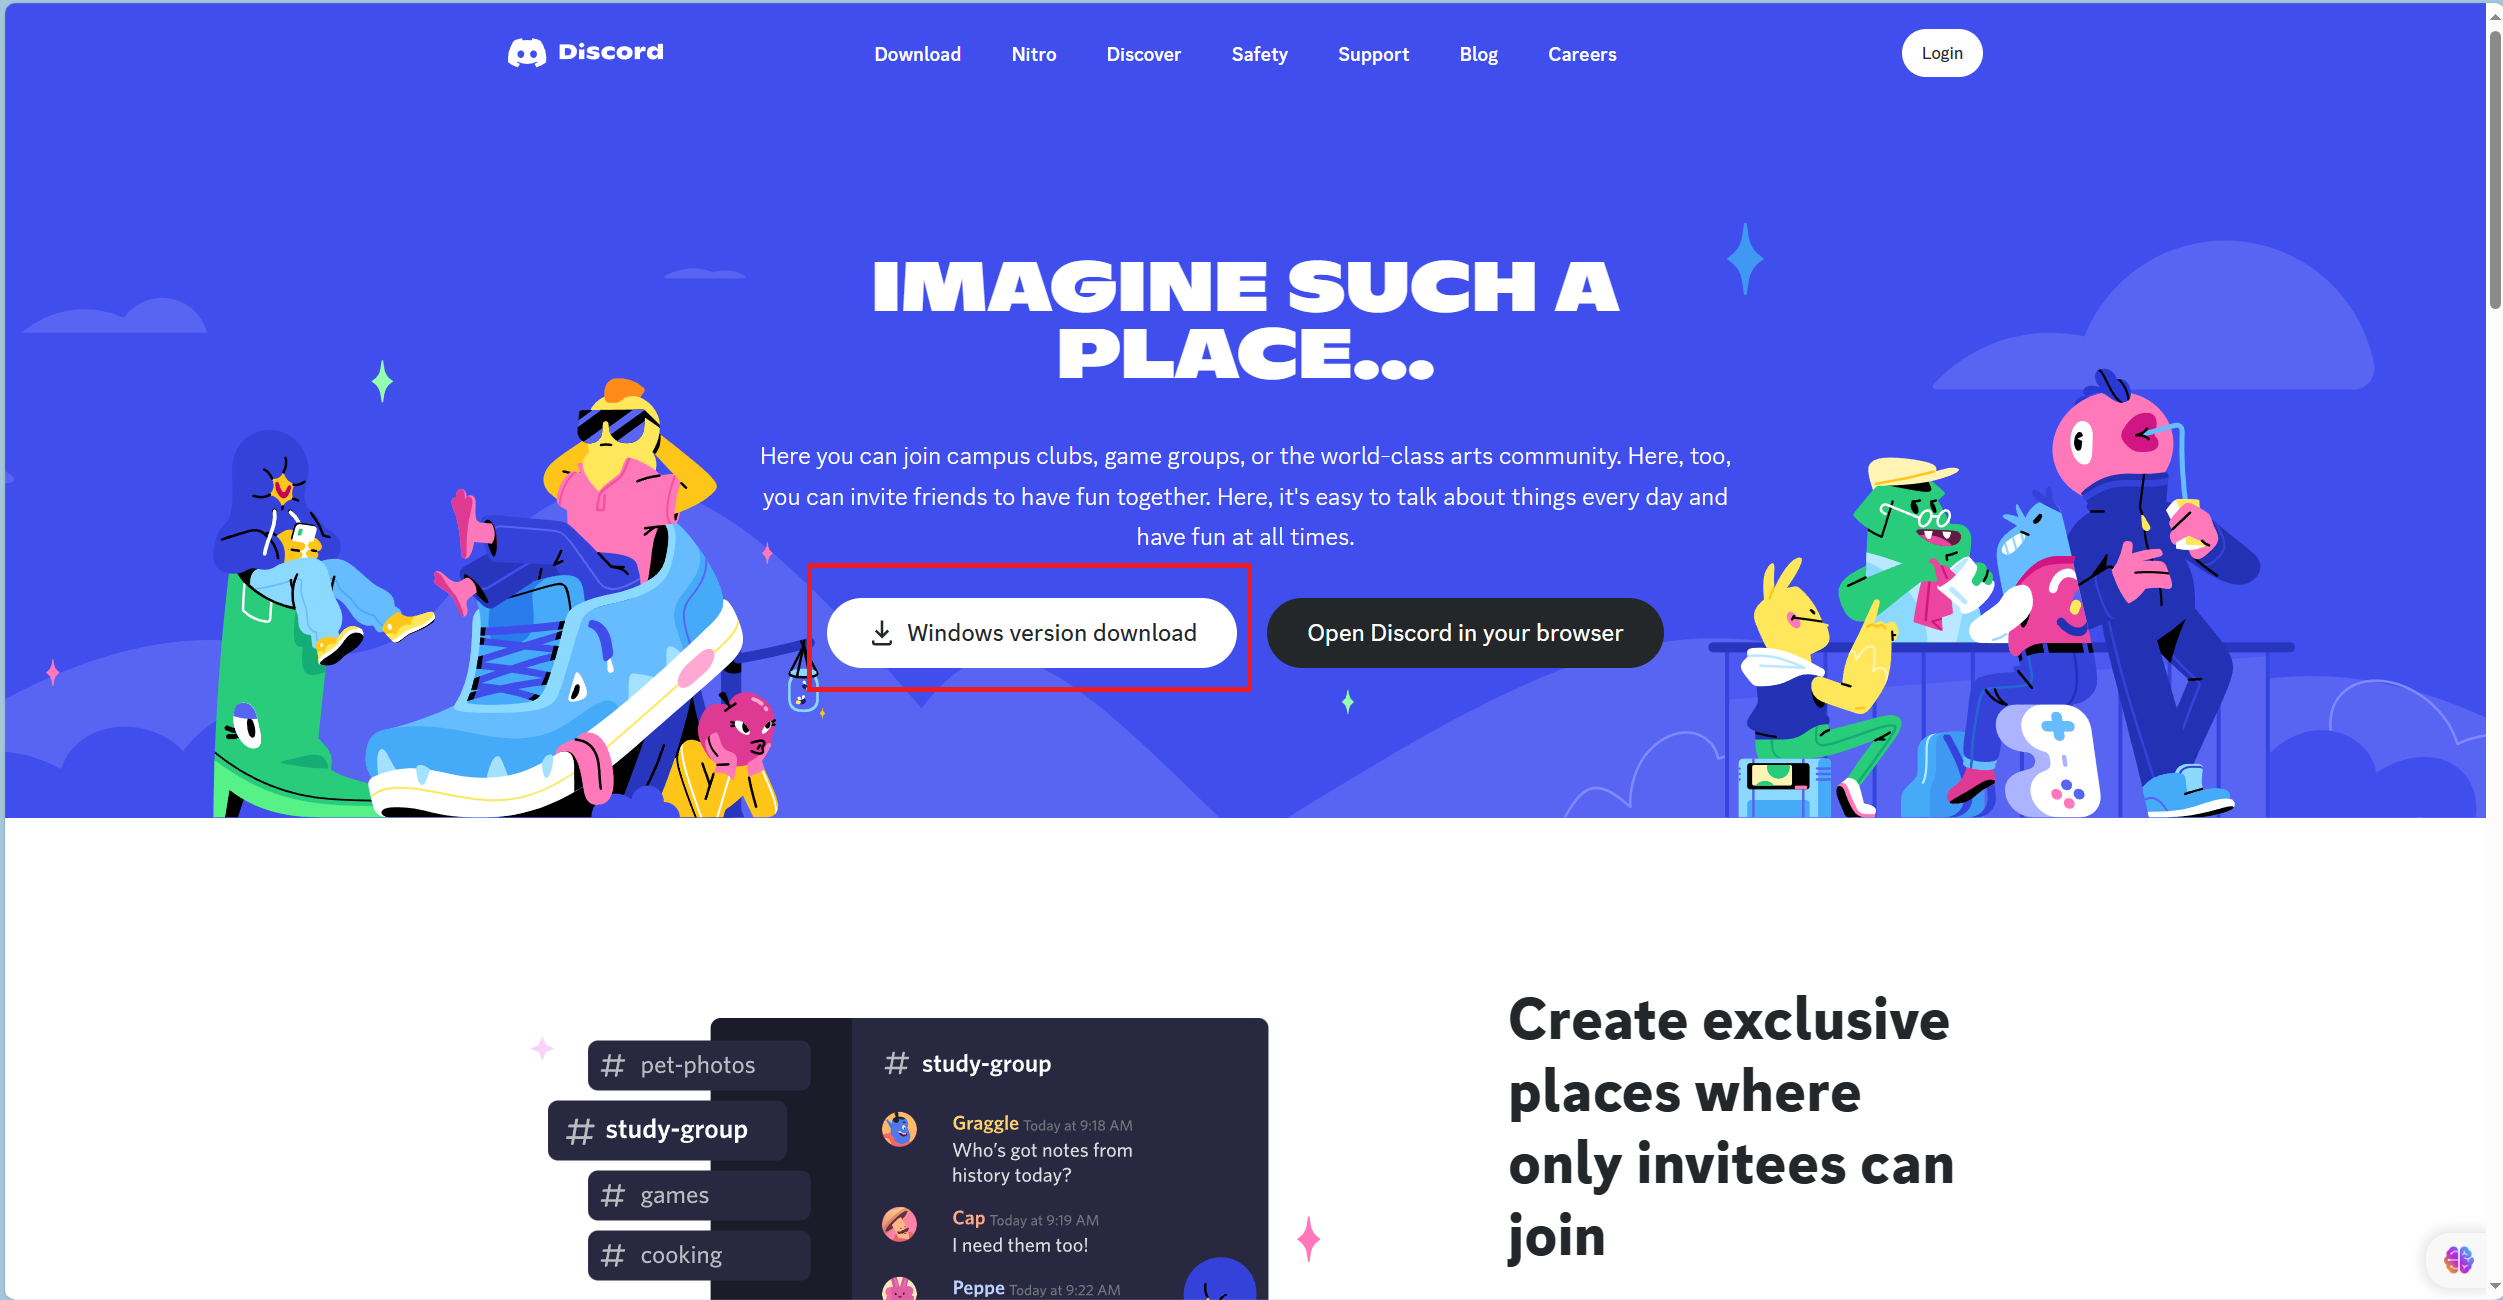 Discord
Download Nitro Discover Safety Support Blog Careers
Login
IMAGINE SUCH A
PLACE...
Here you can join campus clubs, game groups, or the world-class arts community. Here, too,
you can invite friends to have fun together. Here, it's easy to talk about things every day and
have fun at all times.
Windows version download
Open Discord in your browser
# pet-photos
# study-group
# games
# cooking
# study-group
Graggle Today at 9:18 AM
Who's got notes from
history today?
Cap Today at 9:19 AM
I need them too!
Peppe Today at 9:22 AM
Create exclusive
places where
only invitees can
join